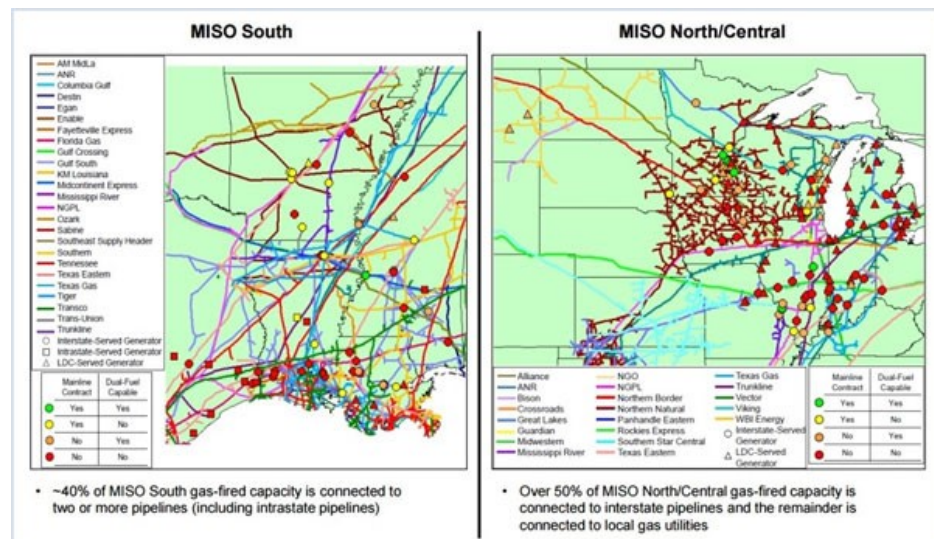 MISO South
AM MidLa
ANR
Columbia Gulf
Destin
Egan
Enable
Fayetteville Express
Florida Gas
Gulf Crossing
Gulf South
KM Louisiana
Midcontinent Express
Mississippi River
NGPL
Ozark
Sabine
Southeast Supply Header
Southern
Tennessee
Texas Eastern
Texas Gas
Tiger
Transco
Trans-Union
Trunkline
Interstate-Served Generator
Intrastate-Served Generator
LDC-Served Generator
Mainline Contract Dual-Fuel Capable
Yes Yes
Yes No
No Yes
No No
• ~40% of MISO South gas-fired capacity is connected to
two or more pipelines (including intrastate pipelines)
MISO North/Central
Alliance
ANR
Bison
Crossroads
Great Lakes
Guardian
Midwestern
Mississippi River
NGO
NGPL
Northern Border
Northern Natural
Panhandle Eastern
Rockies Express
Southern Star Central
Texas Eastern
Texas Gas
Trunkline
Vector
Viking
WBI Energy
Interstate-Served
Generator
LDC-Served
Generator
Mainline Contract Dual-Fuel Capable
Yes Yes
Yes No
No Yes
No No
• Over 50% of MISO North/Central gas-fired capacity is
connected to interstate pipelines and the remainder is
connected to local gas utilities